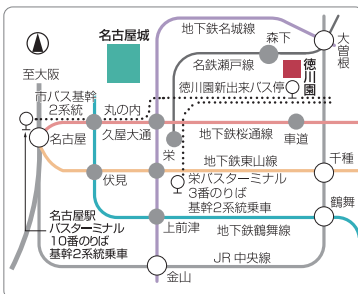 地下鉄名城線
名古屋城
森下
大曽根
名鉄瀬戸線
徳川園
至大阪
徳川園新出来バス停
市バス基幹
2系統
丸の内
名古屋
久屋大通
栄
地下鉄桜通線
車道
地下鉄東山線
千種
伏見
栄バスターミナル
3番のりば
基幹2系統乗車
鶴舞
名古屋駅
バスターミナル
10番のりば
基幹2系統乗車
上前津
地下鉄鶴舞線
JR中央線
金山